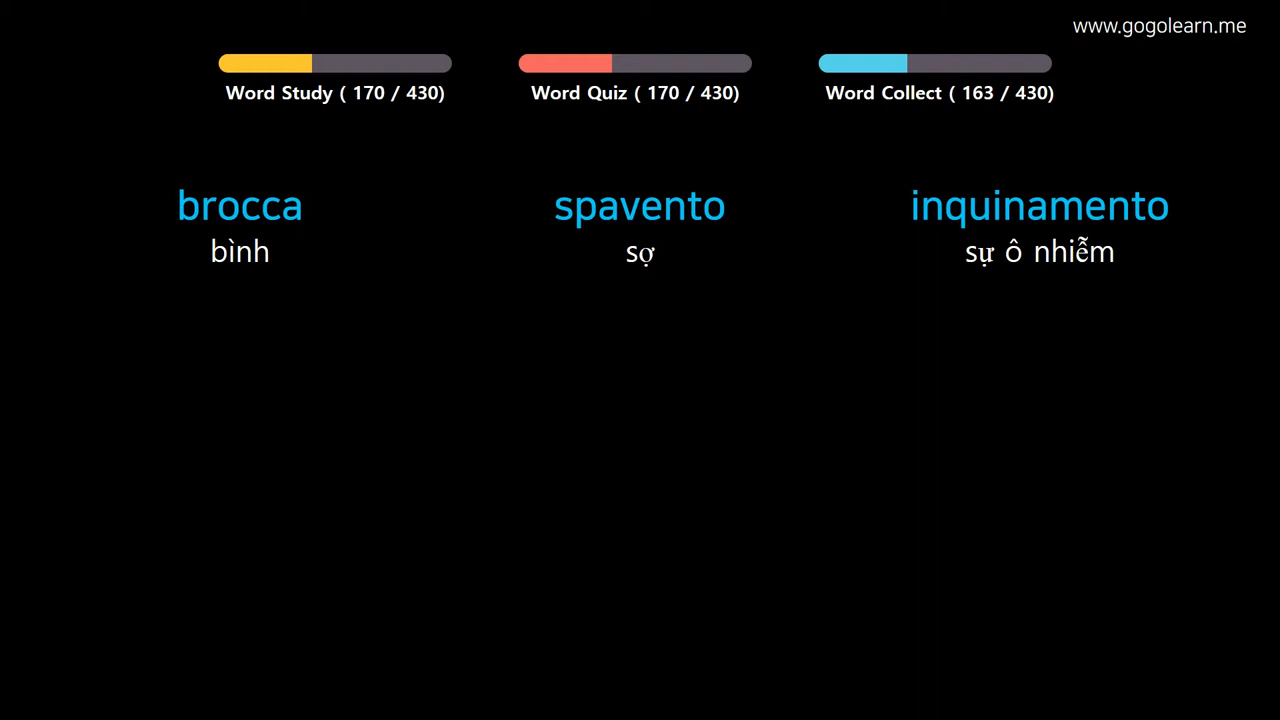 www.gogolearn.me
Word Study ( 170 / 430)
Word Quiz ( 170 / 430)
Word Collect ( 163 / 430)
brocca
bình
spavento
sợ
inquinamento
sự ô nhiễm